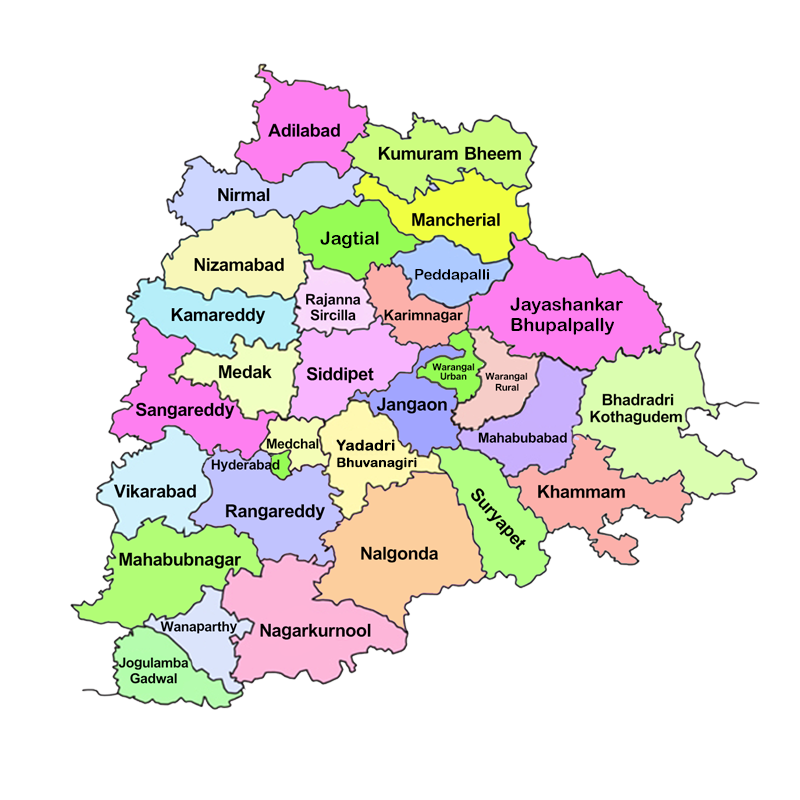 Adilabad
Kumuram Bheem
Nirmal
Mancherial
Jagtial
Nizamabad
Peddapalli
Rajanna
Sircilla
Jayashankar
Bhupalpally
Kamareddy
Karimnagar
Medak
Siddipet
Warangal
Urban
Warangal
Rural
Bhadradri
Kothagudem
Sangareddy
Jangaon
Mahabubabad
Medchal
Yadadri
Bhuvanagiri
Hyderabad
Vikarabad
Khammam
Rangareddy
Suryapet
Nalgonda
Mahabubnagar
Wanaparthy
Nagarkurnool
Jogulamba
Gadwal